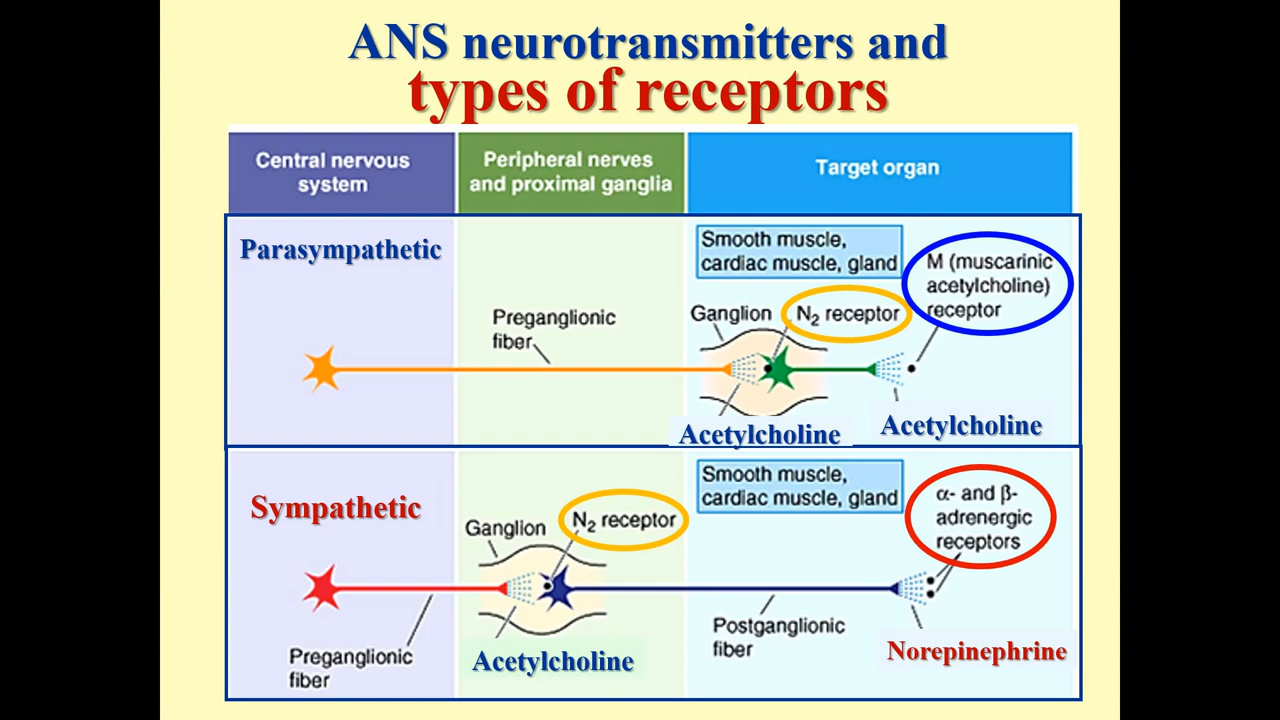 ANS neurotransmitters and
types of receptors
Central nervous
system
Peripheral nerves
and proximal ganglia
Target organ
Parasympathetic
Smooth muscle,
cardiac muscle, gland
M (muscarinic
acetylcholine)
receptor
Preganglionic
fiber
Ganglion
N₂ receptor
Acetylcholine
Acetylcholine
Sympathetic
Smooth muscle,
cardiac muscle, gland
α- and β-
adrenergic
receptors
Ganglion
N₂ receptor
Preganglionic
fiber
Acetylcholine
Postganglionic
fiber
Norepinephrine